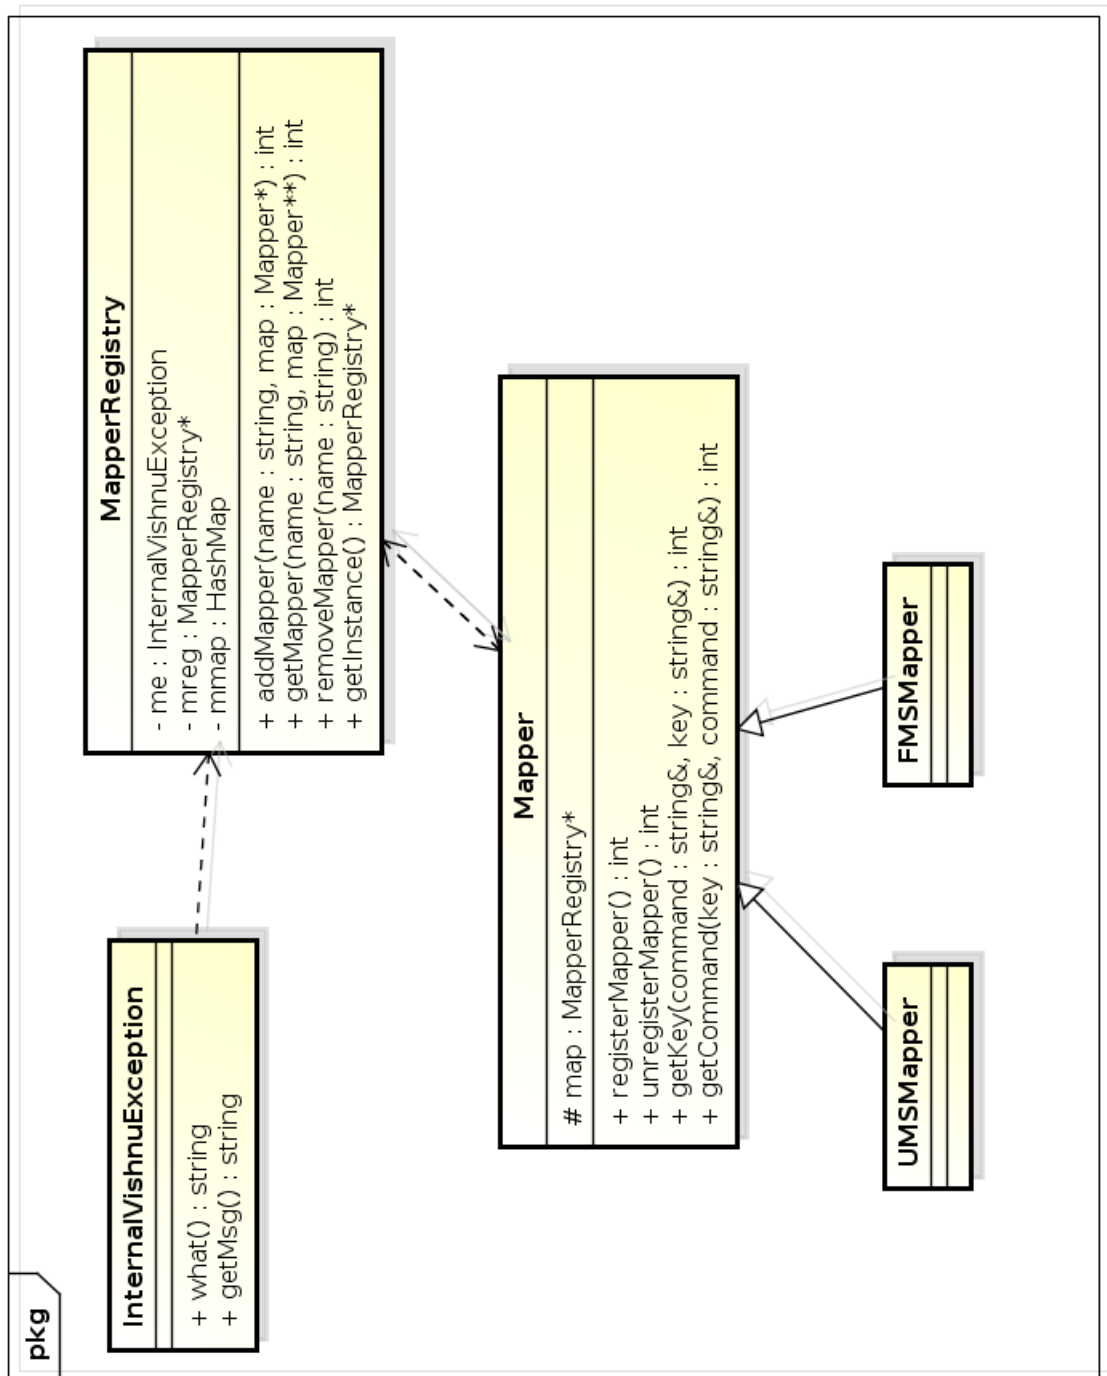 pkg
InternalVishnuException
+ what() : string
+ getMsg() : string
MapperRegistry
- me : InternalVishnuException
- mreg : MapperRegistry*
- mmap : HashMap
+ addMapper(name : string, map : Mapper*) : int
+ getMapper(name : string, map : Mapper**) : int
+ removeMapper(name : string) : int
+ getInstance() : MapperRegistry*
Mapper
# map : MapperRegistry*
+ registerMapper() : int
+ unregisterMapper() : int
+ getKey(command : string&, key : string&) : int
+ getCommand(key : string&, command : string&) : int
UMSMapper
FMSMapper